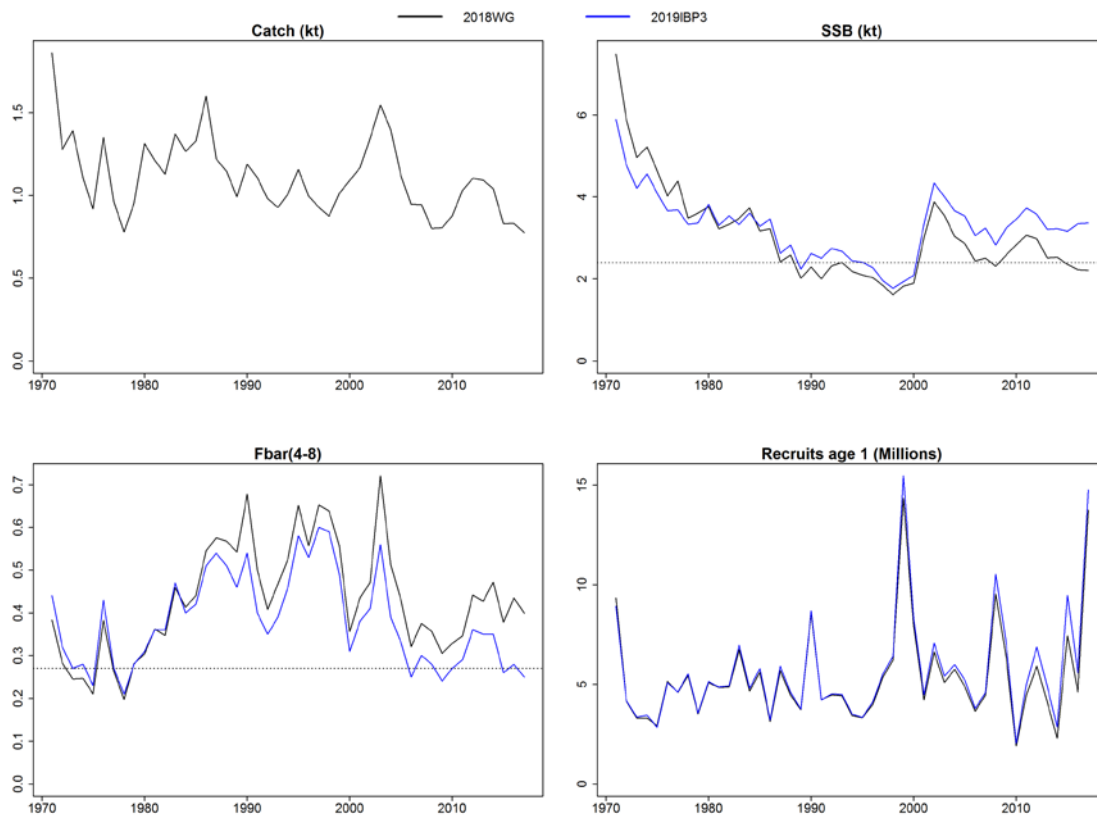 2018WG 2019IBP3
Catch (kt) SSB (kt)
0.0 0.5 1.0 1.5
1970 1980 1990 2000 2010
0 2 4 6
1970 1980 1990 2000 2010
Fbar(4-8) Recruits age 1 (Millions)
0.0 0.1 0.2 0.3 0.4 0.5 0.6 0.7
1970 1980 1990 2000 2010
0 5 10 15
1970 1980 1990 2000 2010